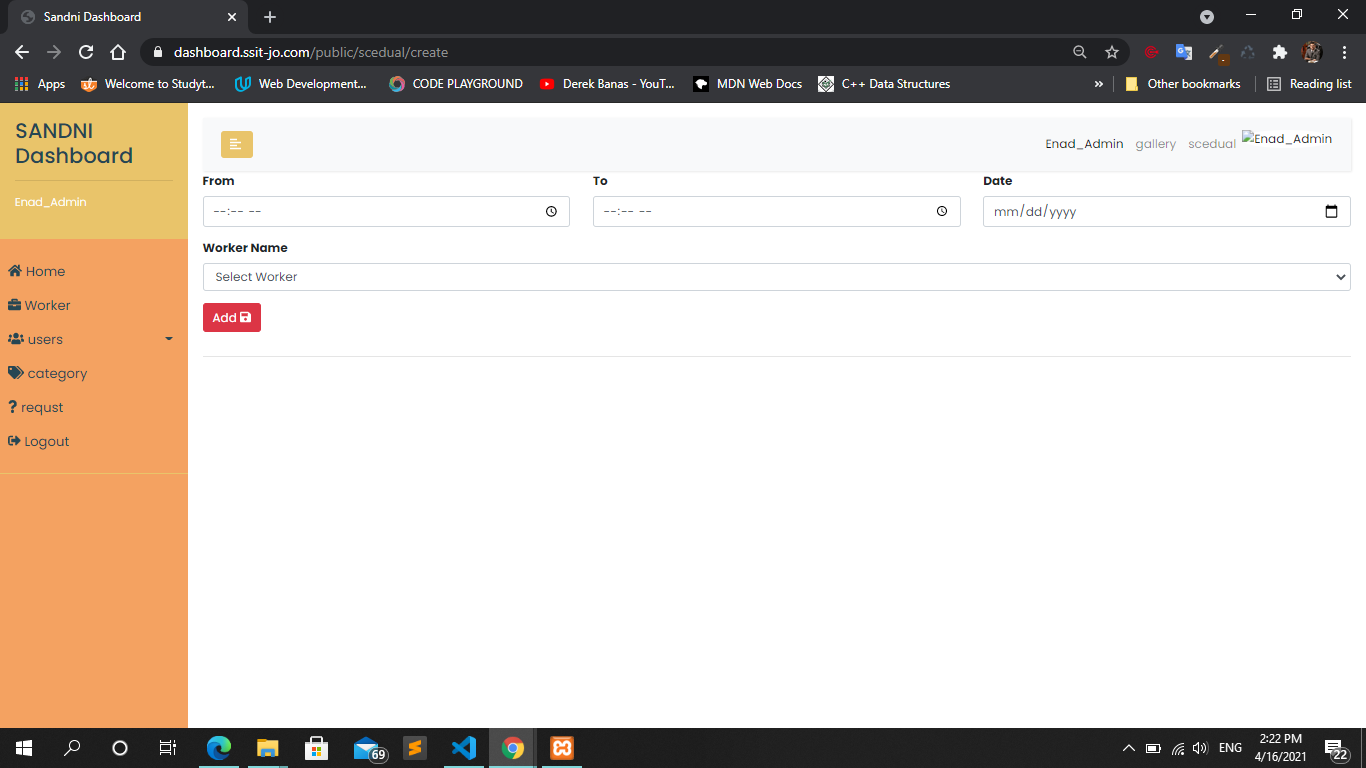 Sandni Dashboard
dashboard.ssit-jo.com/public/scedual/create
Apps Welcome to Studyt... Web Development... CODE PLAYGROUND Derek Banas - YouT... MDN Web Docs C++ Data Structures » Other bookmarks Reading list
SANDNI
Dashboard
Enad_Admin
Home
Worker
users
category
? requst
Logout
Enad_Admin gallery scedual Enad_Admin
From To Date
--:-- -- --:-- -- mm/dd/yyyy
Worker Name
Select Worker
Add
69
ENG
2:22 PM
4/16/2021
22